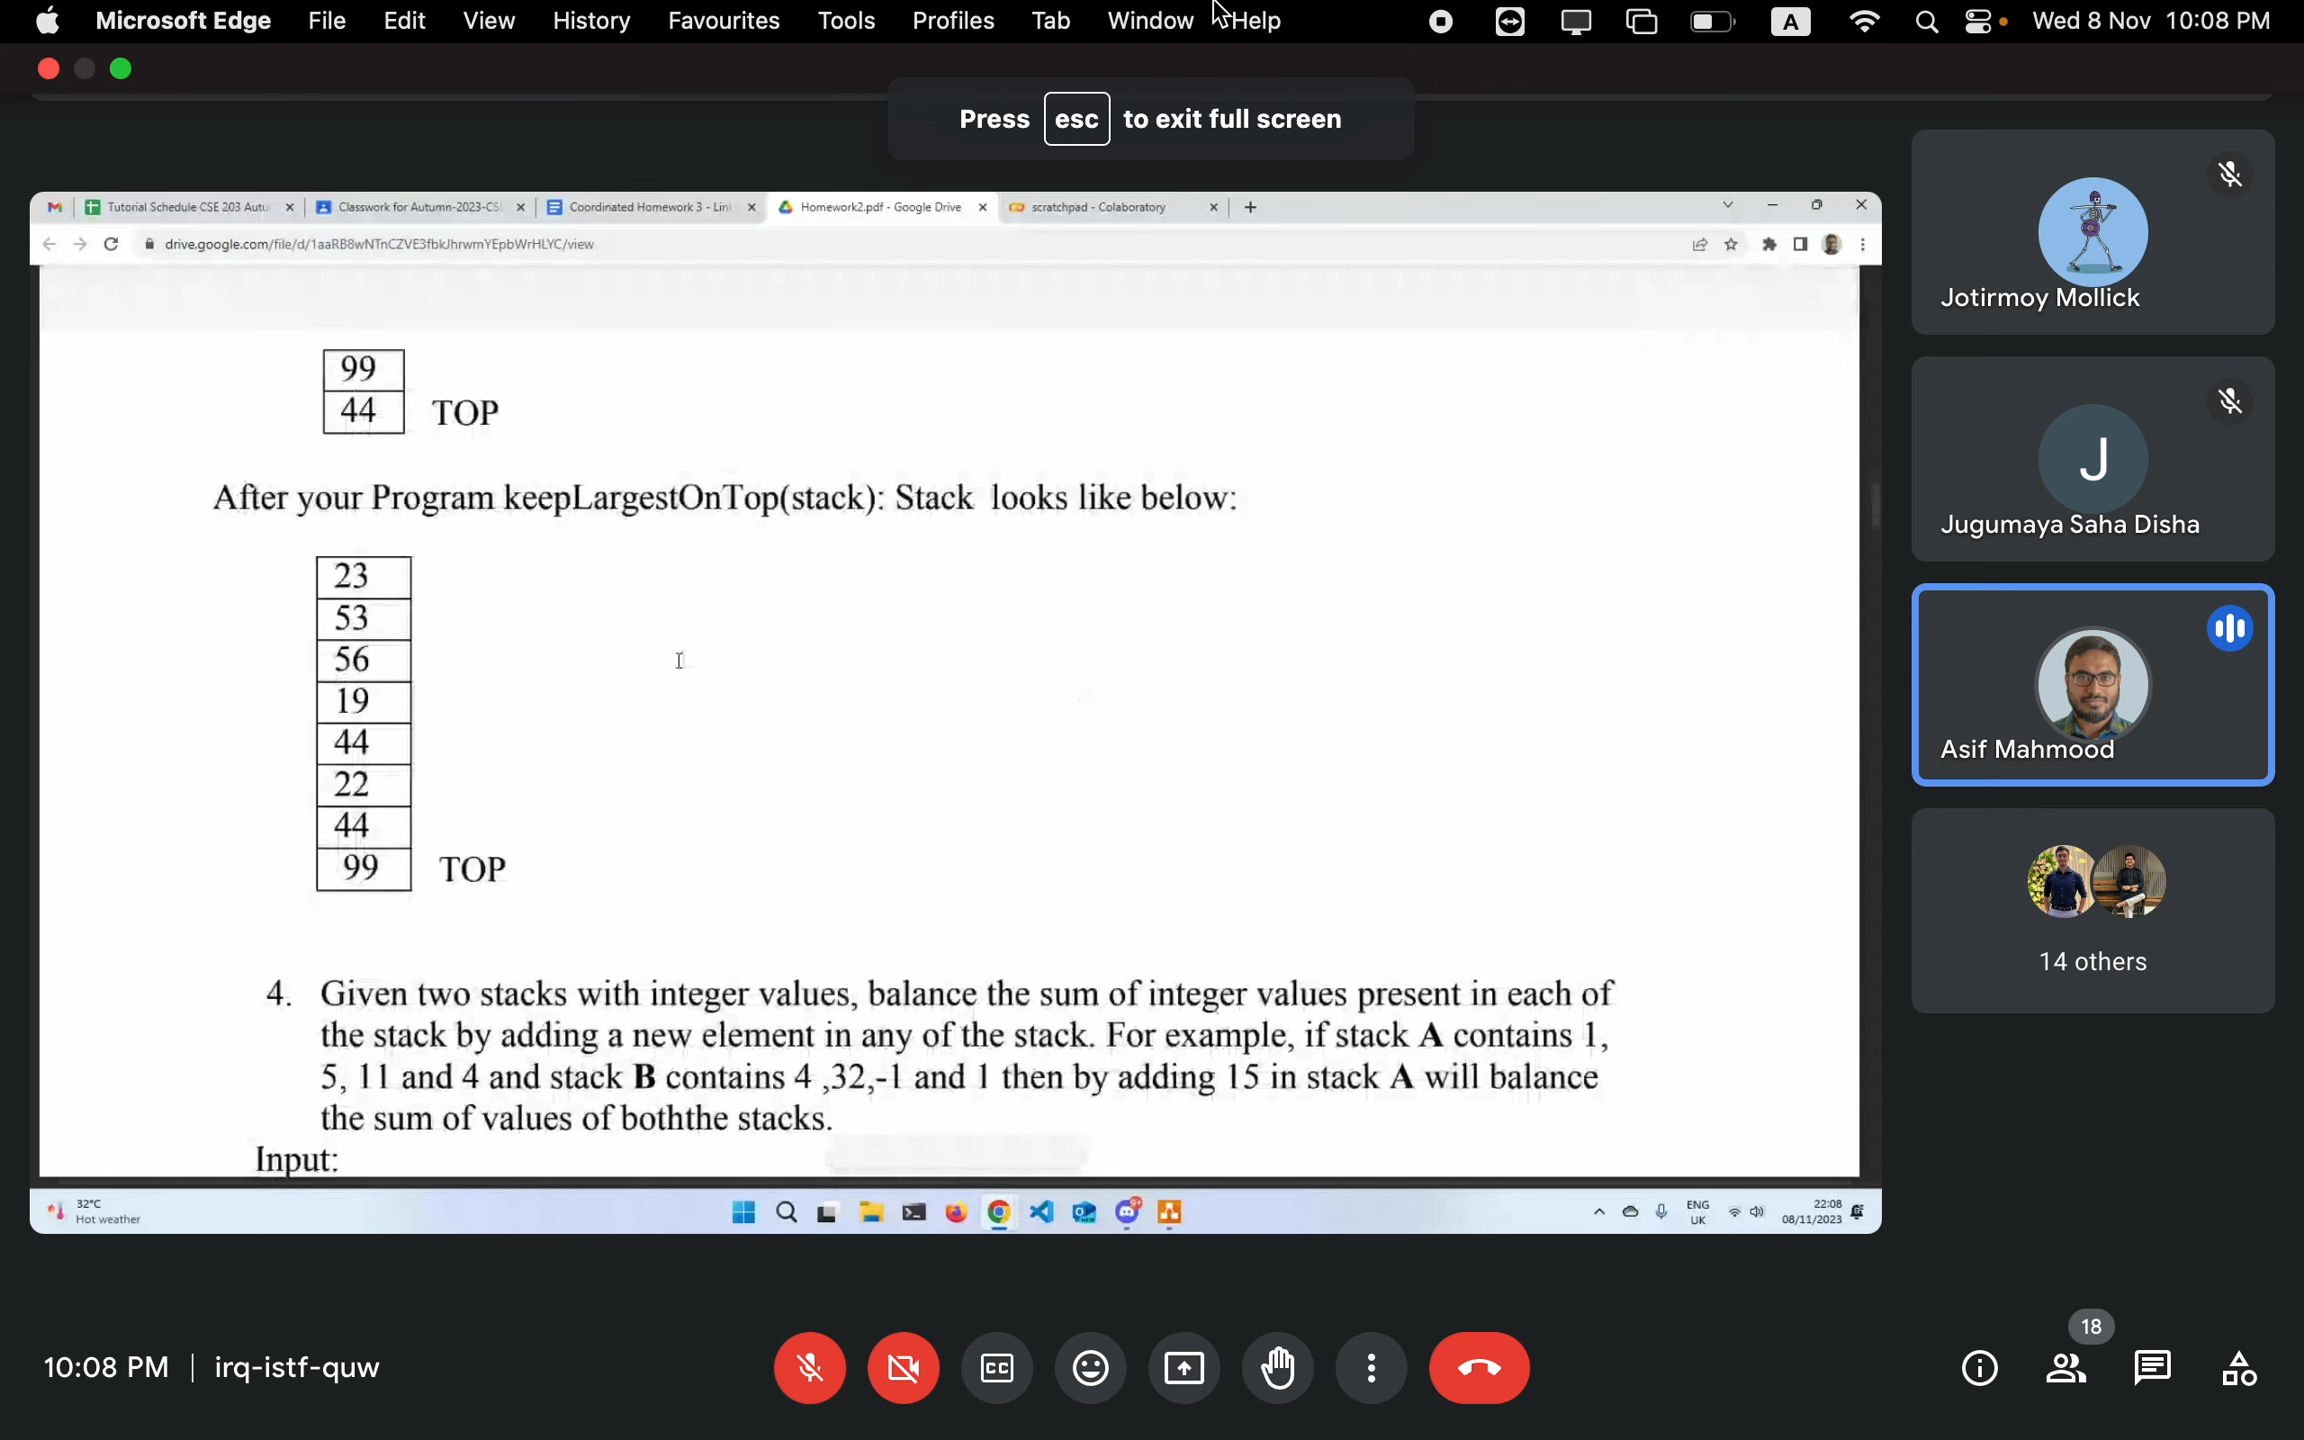 Microsoft Edge File Edit View History Favourites Tools Profiles Tab Window Help A Wed 8 Nov 10:08 PM
Press esc to exit full screen
Tutorial Schedule CSE 203 Autu Classwork for Autumn-2023-CS Coordinated Homework 3 - Lin Homework2.pdf - Google Drive scratchpad - Colaboratory
drive.google.com/file/d/1aaRB8wNTnCZVE3fbkJhrwmYEpbWrHLYC/view
99
44 TOP
After your Program keepLargestOnTop(stack): Stack looks like below:
23
53
56
19
44
22
44
99 TOP
4. Given two stacks with integer values, balance the sum of integer values present in each of
the stack by adding a new element in any of the stack. For example, if stack A contains 1,
5, 11 and 4 and stack B contains 4 ,32,-1 and 1 then by adding 15 in stack A will balance
the sum of values of boththe stacks.
Input:
32°C
Hot weather
ENG
UK
22:08
08/11/2023
Jotirmoy Mollick
J
Jugumaya Saha Disha
Asif Mahmood
14 others
10:08 PM | irq-istf-quw
CC
18